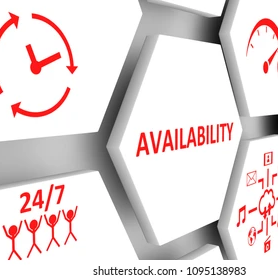 AVAILABILITY
24/7
shutterstock.com · 1095138983